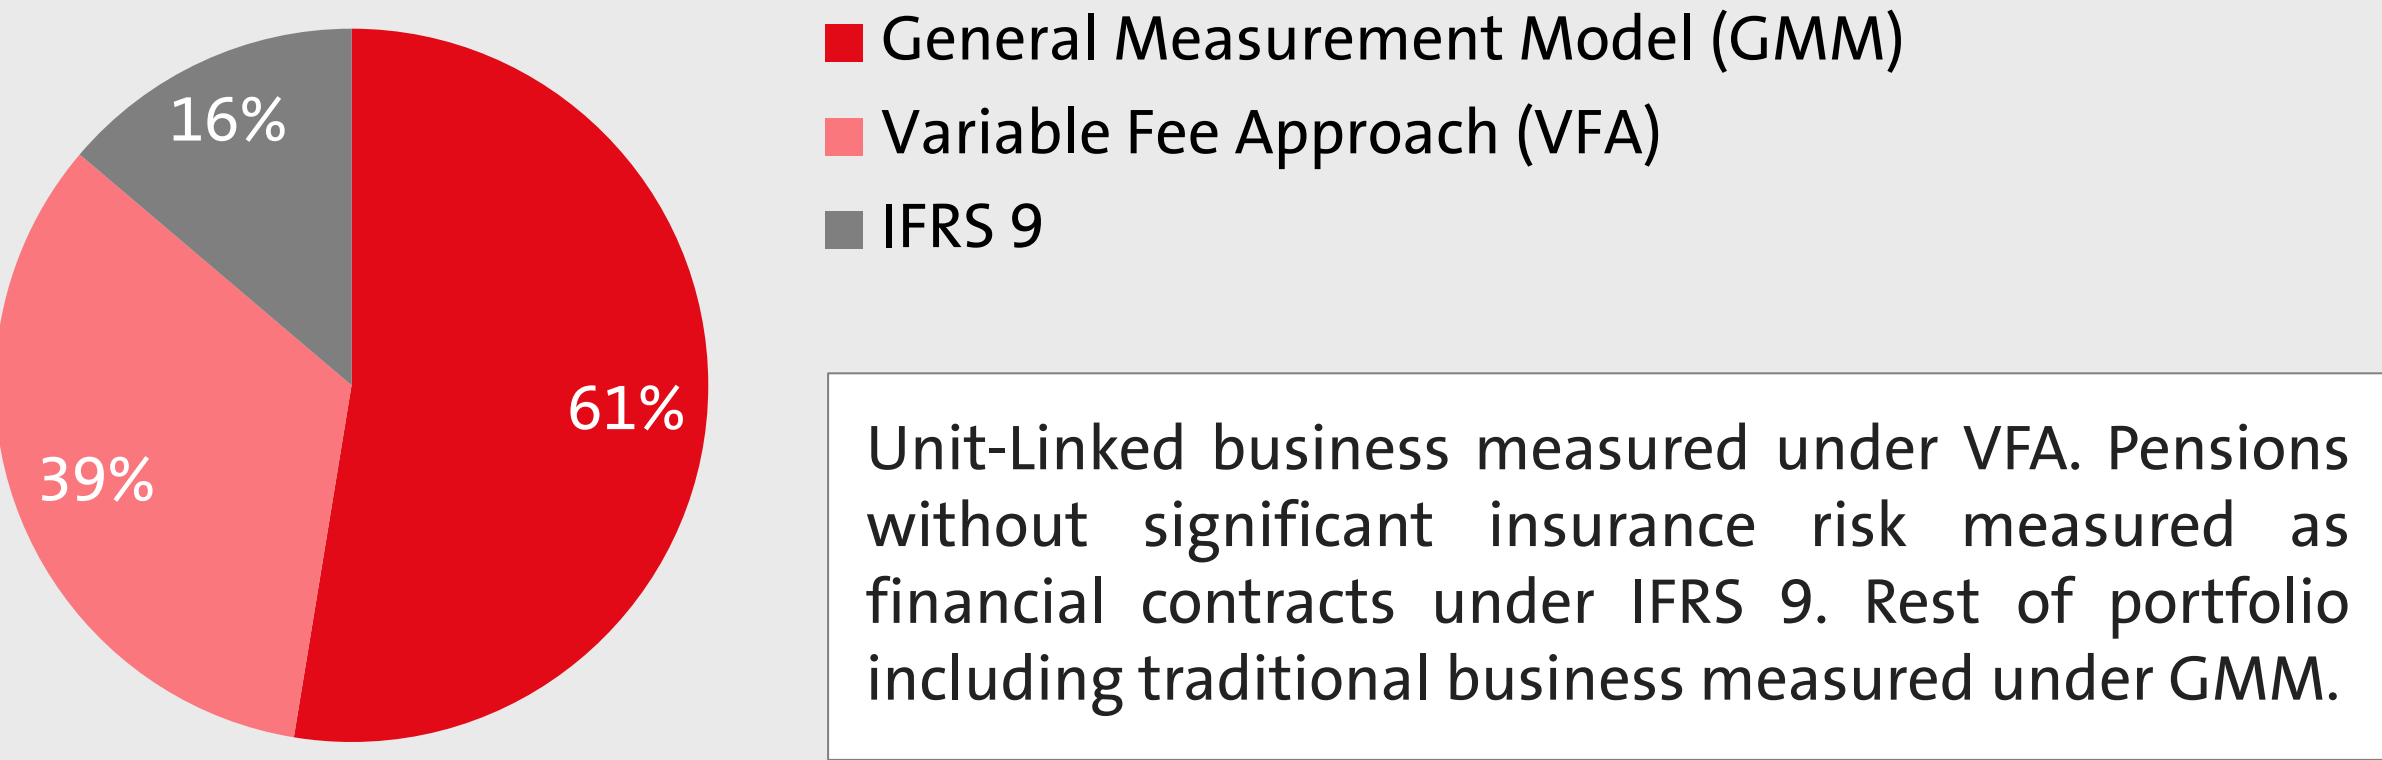 General Measurement Model (GMM)
Variable Fee Approach (VFA)
IFRS 9
16%
61%
39%
Unit-Linked business measured under VFA. Pensions
without significant insurance risk measured as
financial contracts under IFRS 9. Rest of portfolio
including traditional business measured under GMM.